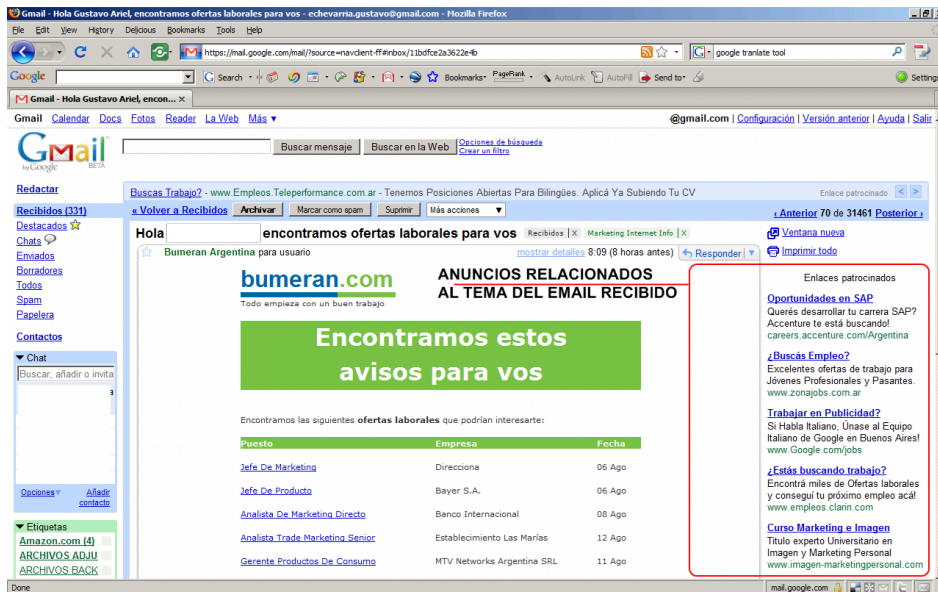 Gmail - Hola Gustavo Ariel, encontramos ofertas laborales para vos - echevarria.gustavo@gmail.com - Mozilla Firefox
File Edit View History Delicious Bookmarks Tools Help
https://mail.google.com/mail/?source=navclient-ff#inbox/11bdfce2a3622e4b
google tranlate tool
Google
Search
Bookmarks
PageRank
AutoLink
AutoFill
Send to
Settings
Gmail - Hola Gustavo Ariel, encon...
Gmail Calendar Docs Fotos Reader La Web Más
@gmail.com | Configuración | Versión anterior | Ayuda | Salir
Gmail
by Google BETA
Buscar mensaje
Buscar en la Web
Opciones de búsqueda
Crear un filtro
Redactar
Recibidos (331)
Destacados
Chats
Enviados
Borradores
Todos
Spam
Papelera
Contactos
Chat
Buscar, añadir o invita
a
Opciones
Añadir
contacto
Etiquetas
Amazon.com (4)
ARCHIVOS ADJU
ARCHIVOS BACK
Buscas Trabajo? - www.Empleos.Teleperformance.com.ar - Tenemos Posiciones Abiertas Para Bilingües. Aplicá Ya Subiendo Tu CV
Enlace patrocinado < >
« Volver a Recibidos Archivar Marcar como spam Suprimir Más acciones
‹ Anterior 70 de 31461 Posterior ›
Hola encontramos ofertas laborales para vos Recibidos | X Marketing Internet Info | X
Bumeran Argentina para usuario mostrar detalles 8:09 (8 horas antes) Responder
bumeran.com
Todo empieza con un buen trabajo
ANUNCIOS RELACIONADOS
AL TEMA DEL EMAIL RECIBIDO
Encontramos estos
avisos para vos
Encontramos las siguientes ofertas laborales que podrían interesarte:
Puesto Empresa Fecha
Jefe De Marketing Direcciona 06 Ago
Jefe De Producto Bayer S.A. 06 Ago
Analista De Marketing Directo Banco Internacional 08 Ago
Analista Trade Marketing Senior Establecimiento Las Marías 12 Ago
Gerente Productos De Consumo MTV Networks Argentina SRL 11 Ago
Ventana nueva
Imprimir todo
Enlaces patrocinados
Oportunidades en SAP
Querés desarrollar tu carrera SAP?
Accenture te está buscando!
careers.accenture.com/Argentina
¿Buscás Empleo?
Excelentes ofertas de trabajo para
Jóvenes Profesionales y Pasantes.
www.zonajobs.com.ar
Trabajar en Publicidad?
Si Habla Italiano, Únase al Equipo
Italiano de Google en Buenos Aires!
www.Google.com/jobs
¿Estás buscando trabajo?
Encontrá miles de Ofertas laborales
y conseguí tu próximo empleo acá!
www.empleos.clarin.com
Curso Marketing e Imagen
Titulo experto Universitario en
Imagen y Marketing Personal
www.imagen-marketingpersonal.com
Done
mail.google.com